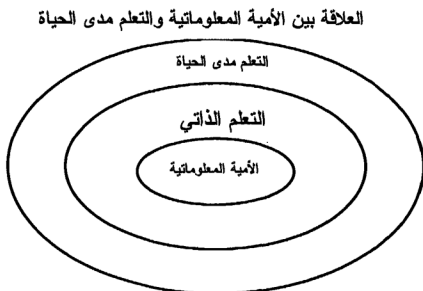 العلاقة بين الأمية المعلوماتية والتعلم مدى الحياة
التعلم مدى الحياة
التعلم الذاتي
الأمية المعلوماتية